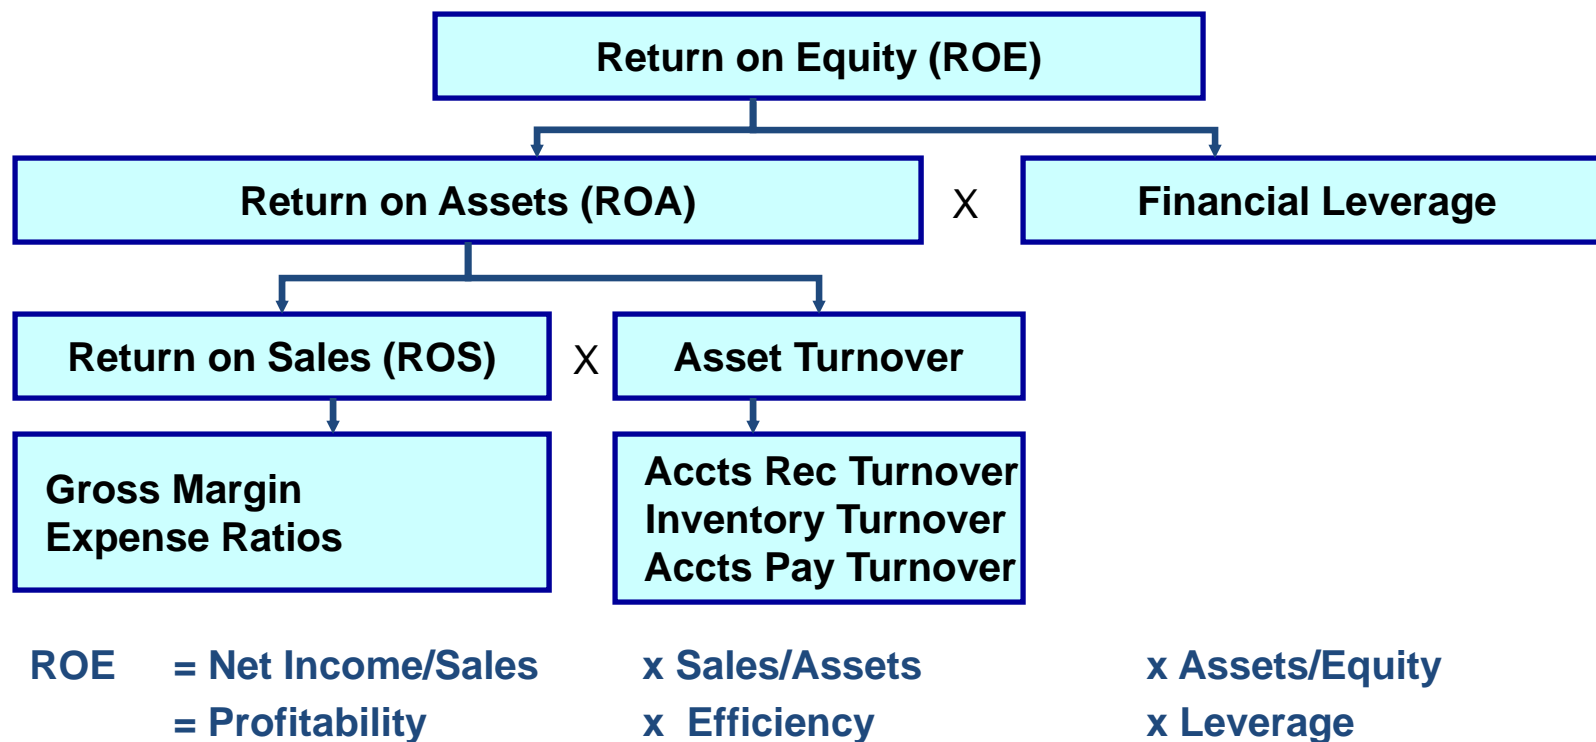 Return on Equity (ROE)
Return on Assets (ROA)
X
Financial Leverage
Return on Sales (ROS)
X
Asset Turnover
Gross Margin
Expense Ratios
Accts Rec Turnover
Inventory Turnover
Accts Pay Turnover
ROE = Net Income/Sales x Sales/Assets x Assets/Equity
= Profitability x Efficiency x Leverage